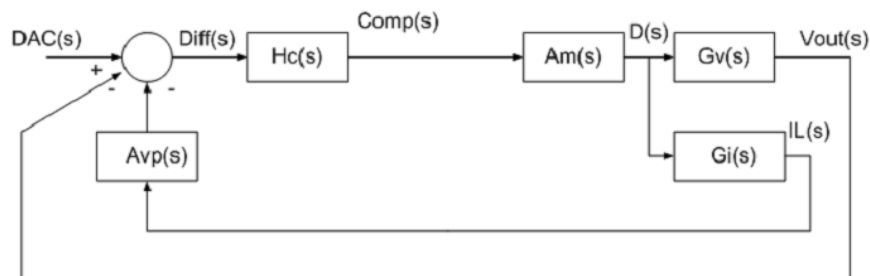 DAC(s)
+
-
-
Diff(s)
Hc(s)
Comp(s)
Am(s)
D(s)
Gv(s)
Vout(s)
Avp(s)
Gi(s)
IL(s)